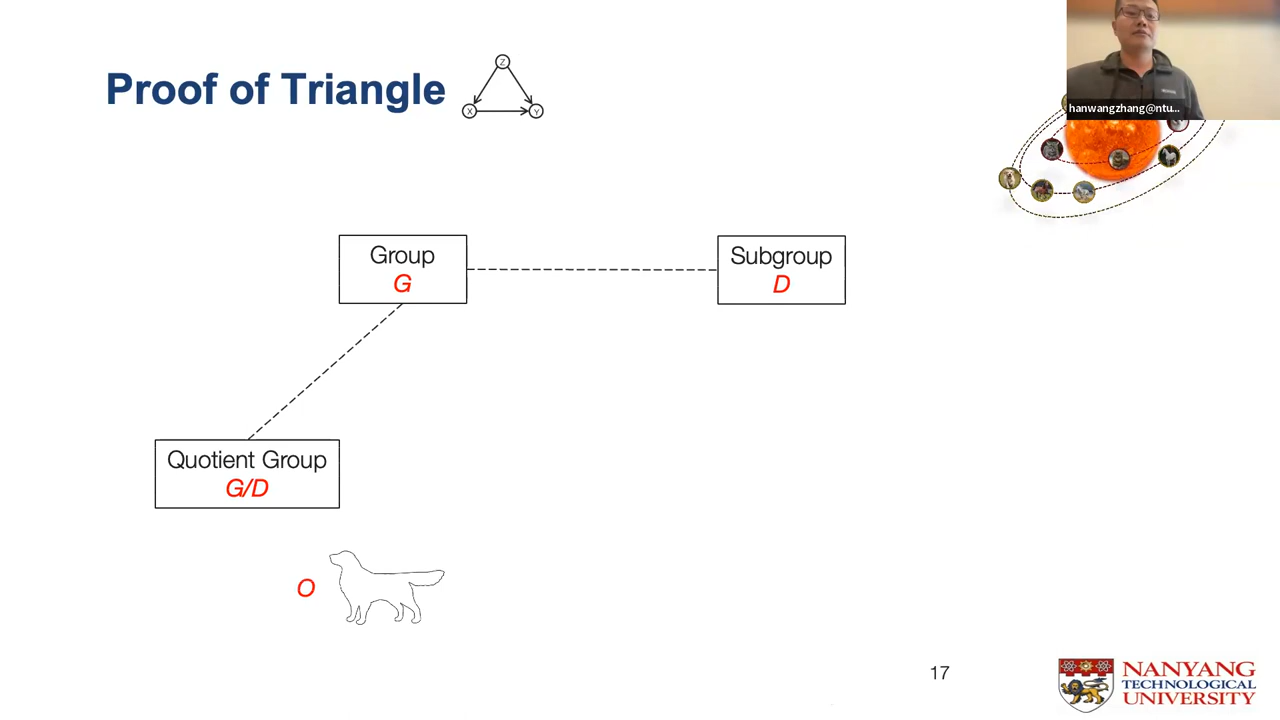 Proof of Triangle
Z
X
Y
hanwangzhang@ntu...
Group
G
Subgroup
D
Quotient Group
G/D
O
17
NANYANG
TECHNOLOGICAL
UNIVERSITY